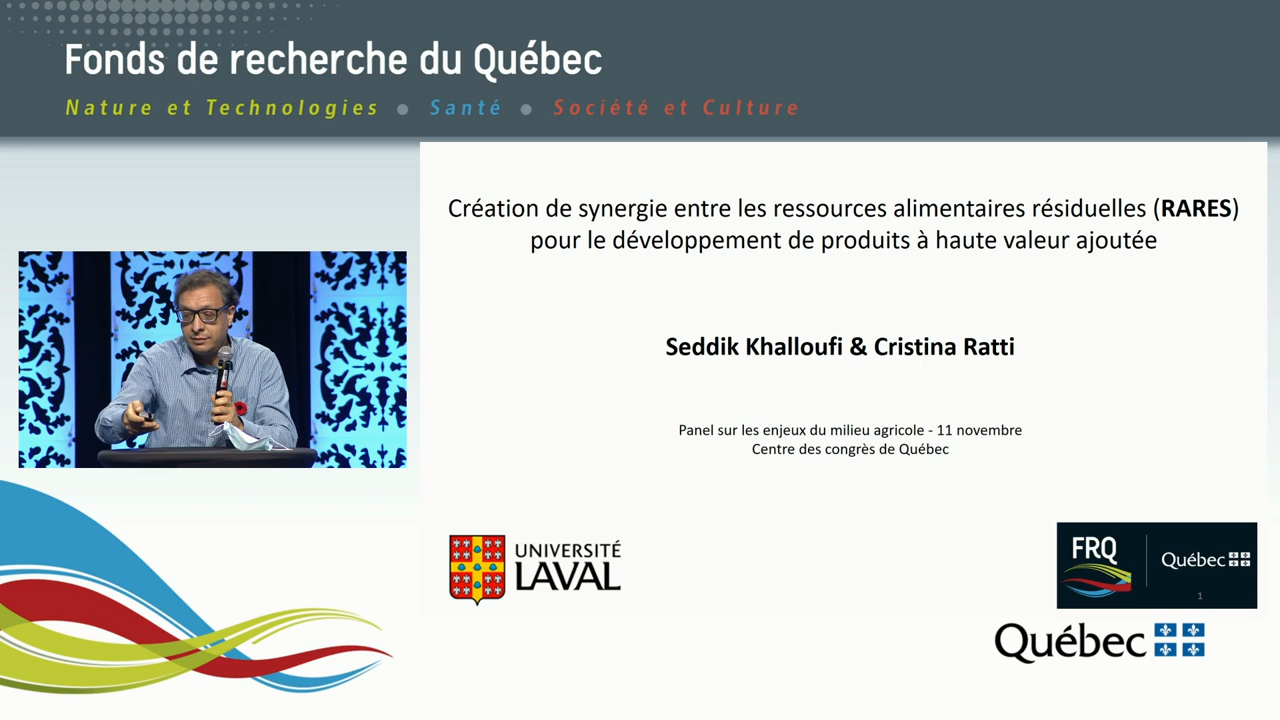 Fonds de recherche du Québec
Nature et Technologies ● Santé ● Société et Culture
Création de synergie entre les ressources alimentaires résiduelles (RARES)
pour le développement de produits à haute valeur ajoutée
Seddik Khalloufi & Cristina Ratti
Panel sur les enjeux du milieu agricole - 11 novembre
Centre des congrès de Québec
UNIVERSITÉ
LAVAL
FRQ
Québec
1
Québec